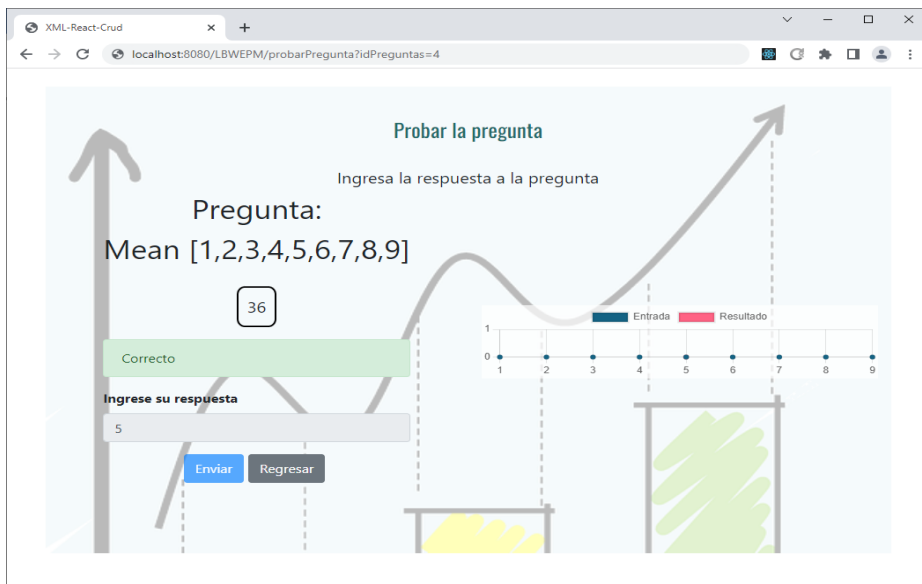 XML-React-Crud
localhost:8080/LBWEPM/probarPregunta?idPreguntas=4
Probar la pregunta
Ingresa la respuesta a la pregunta
Pregunta:
Mean [1,2,3,4,5,6,7,8,9]
36
Correcto
Ingrese su respuesta
5
Enviar Regresar
Entrada Resultado
1
0
1 2 3 4 5 6 7 8 9